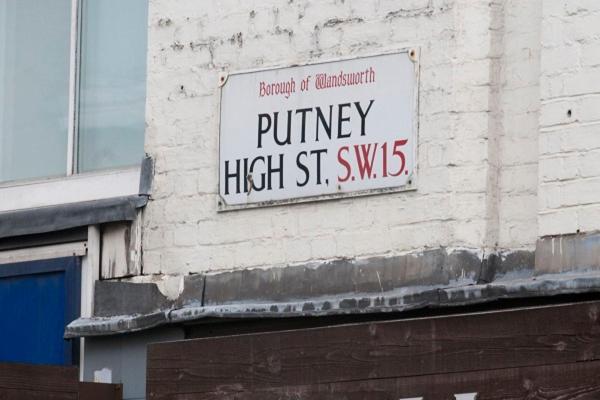 Borough of Wandsworth
PUTNEY
HIGH ST. S.W.15.